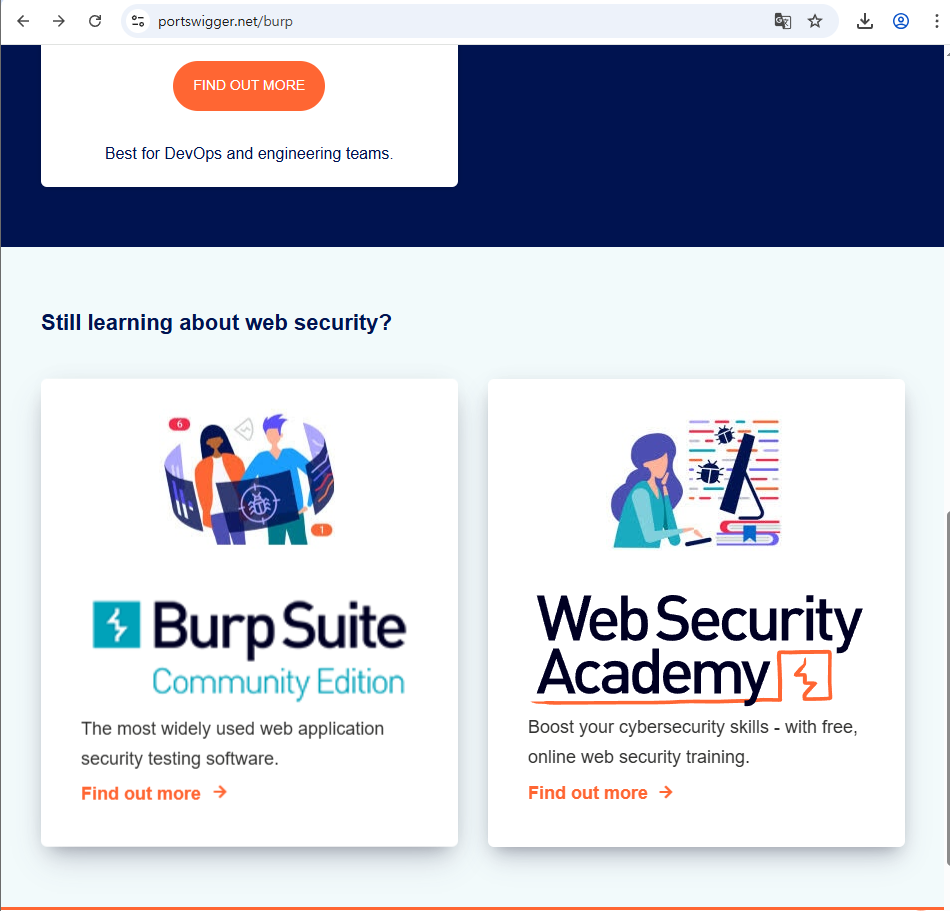 portswigger.net/burp
FIND OUT MORE
Best for DevOps and engineering teams.
Still learning about web security?
6
1
Burp Suite
Community Edition
The most widely used web application
security testing software.
Find out more →
Web Security
Academy
Boost your cybersecurity skills - with free,
online web security training.
Find out more →